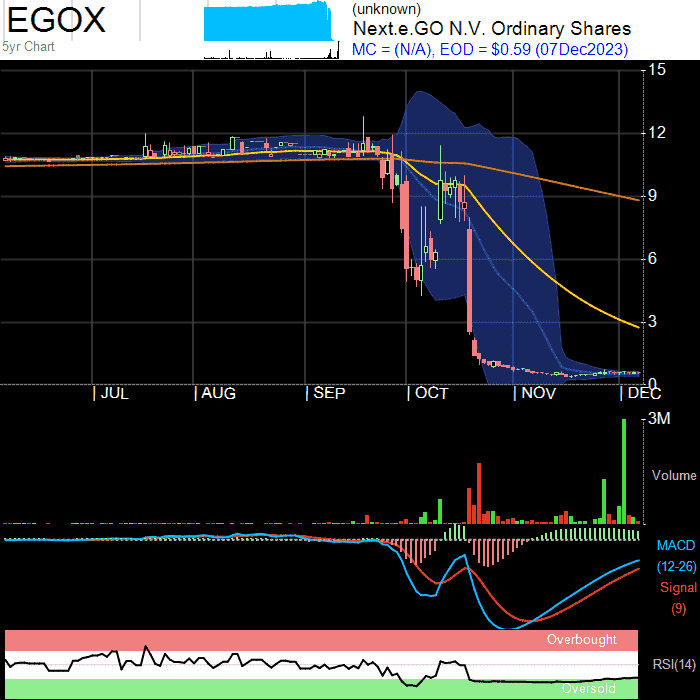 EGOX
5yr Chart
(unknown)
Next.e.GO N.V. Ordinary Shares
MC = (N/A), EOD = $0.59 (07Dec2023)
15
12
9
6
3
0
JUL AUG SEP OCT NOV DEC
3M
Volume
MACD
(12-26)
Signal
(9)
Overbought
RSI(14)
Oversold